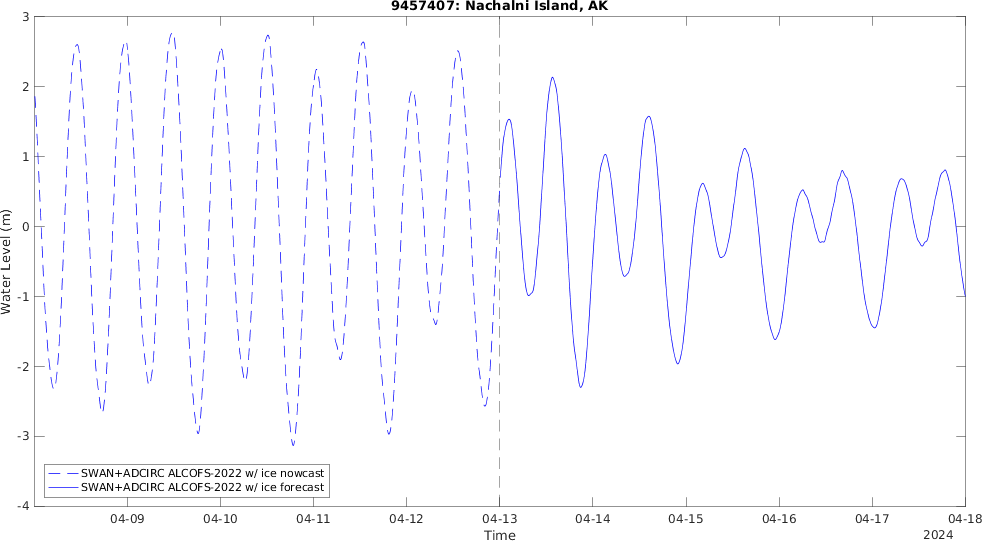 9457407: Nachalni Island, AK
3
2
1
0
-1
-2
-3
-4
Water Level (m)
SWAN+ADCIRC ALCOFS-2022 w/ ice nowcast
SWAN+ADCIRC ALCOFS-2022 w/ ice forecast
04-09 04-10 04-11 04-12 04-13 04-14 04-15 04-16 04-17 04-18
Time
2024